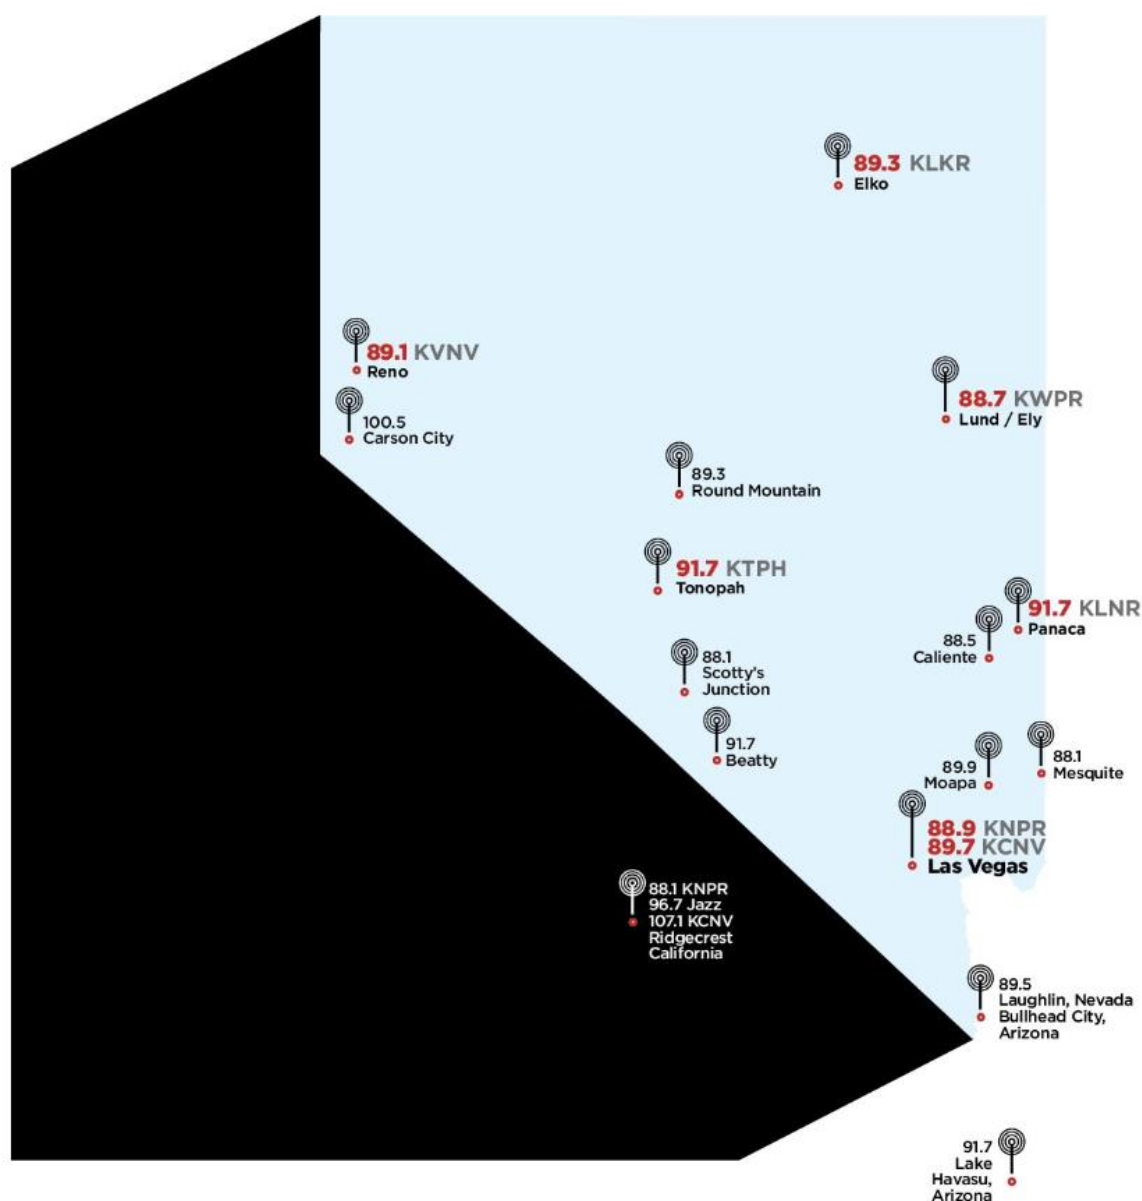 89.3 KLKR
Elko
89.1 KVNV
Reno
100.5
Carson City
88.7 KWPR
Lund / Ely
89.3
Round Mountain
91.7 KTPH
Tonopah
91.7 KLNR
Panaca
88.5
Caliente
88.1
Scotty's
Junction
91.7
Beatty
89.9
Moapa
88.1
Mesquite
88.9 KNPR
89.7 KCNV
Las Vegas
88.1 KNPR
96.7 Jazz
107.1 KCNV
Ridgecrest
California
89.5
Laughlin, Nevada
Bullhead City,
Arizona
91.7
Lake
Havasu,
Arizona